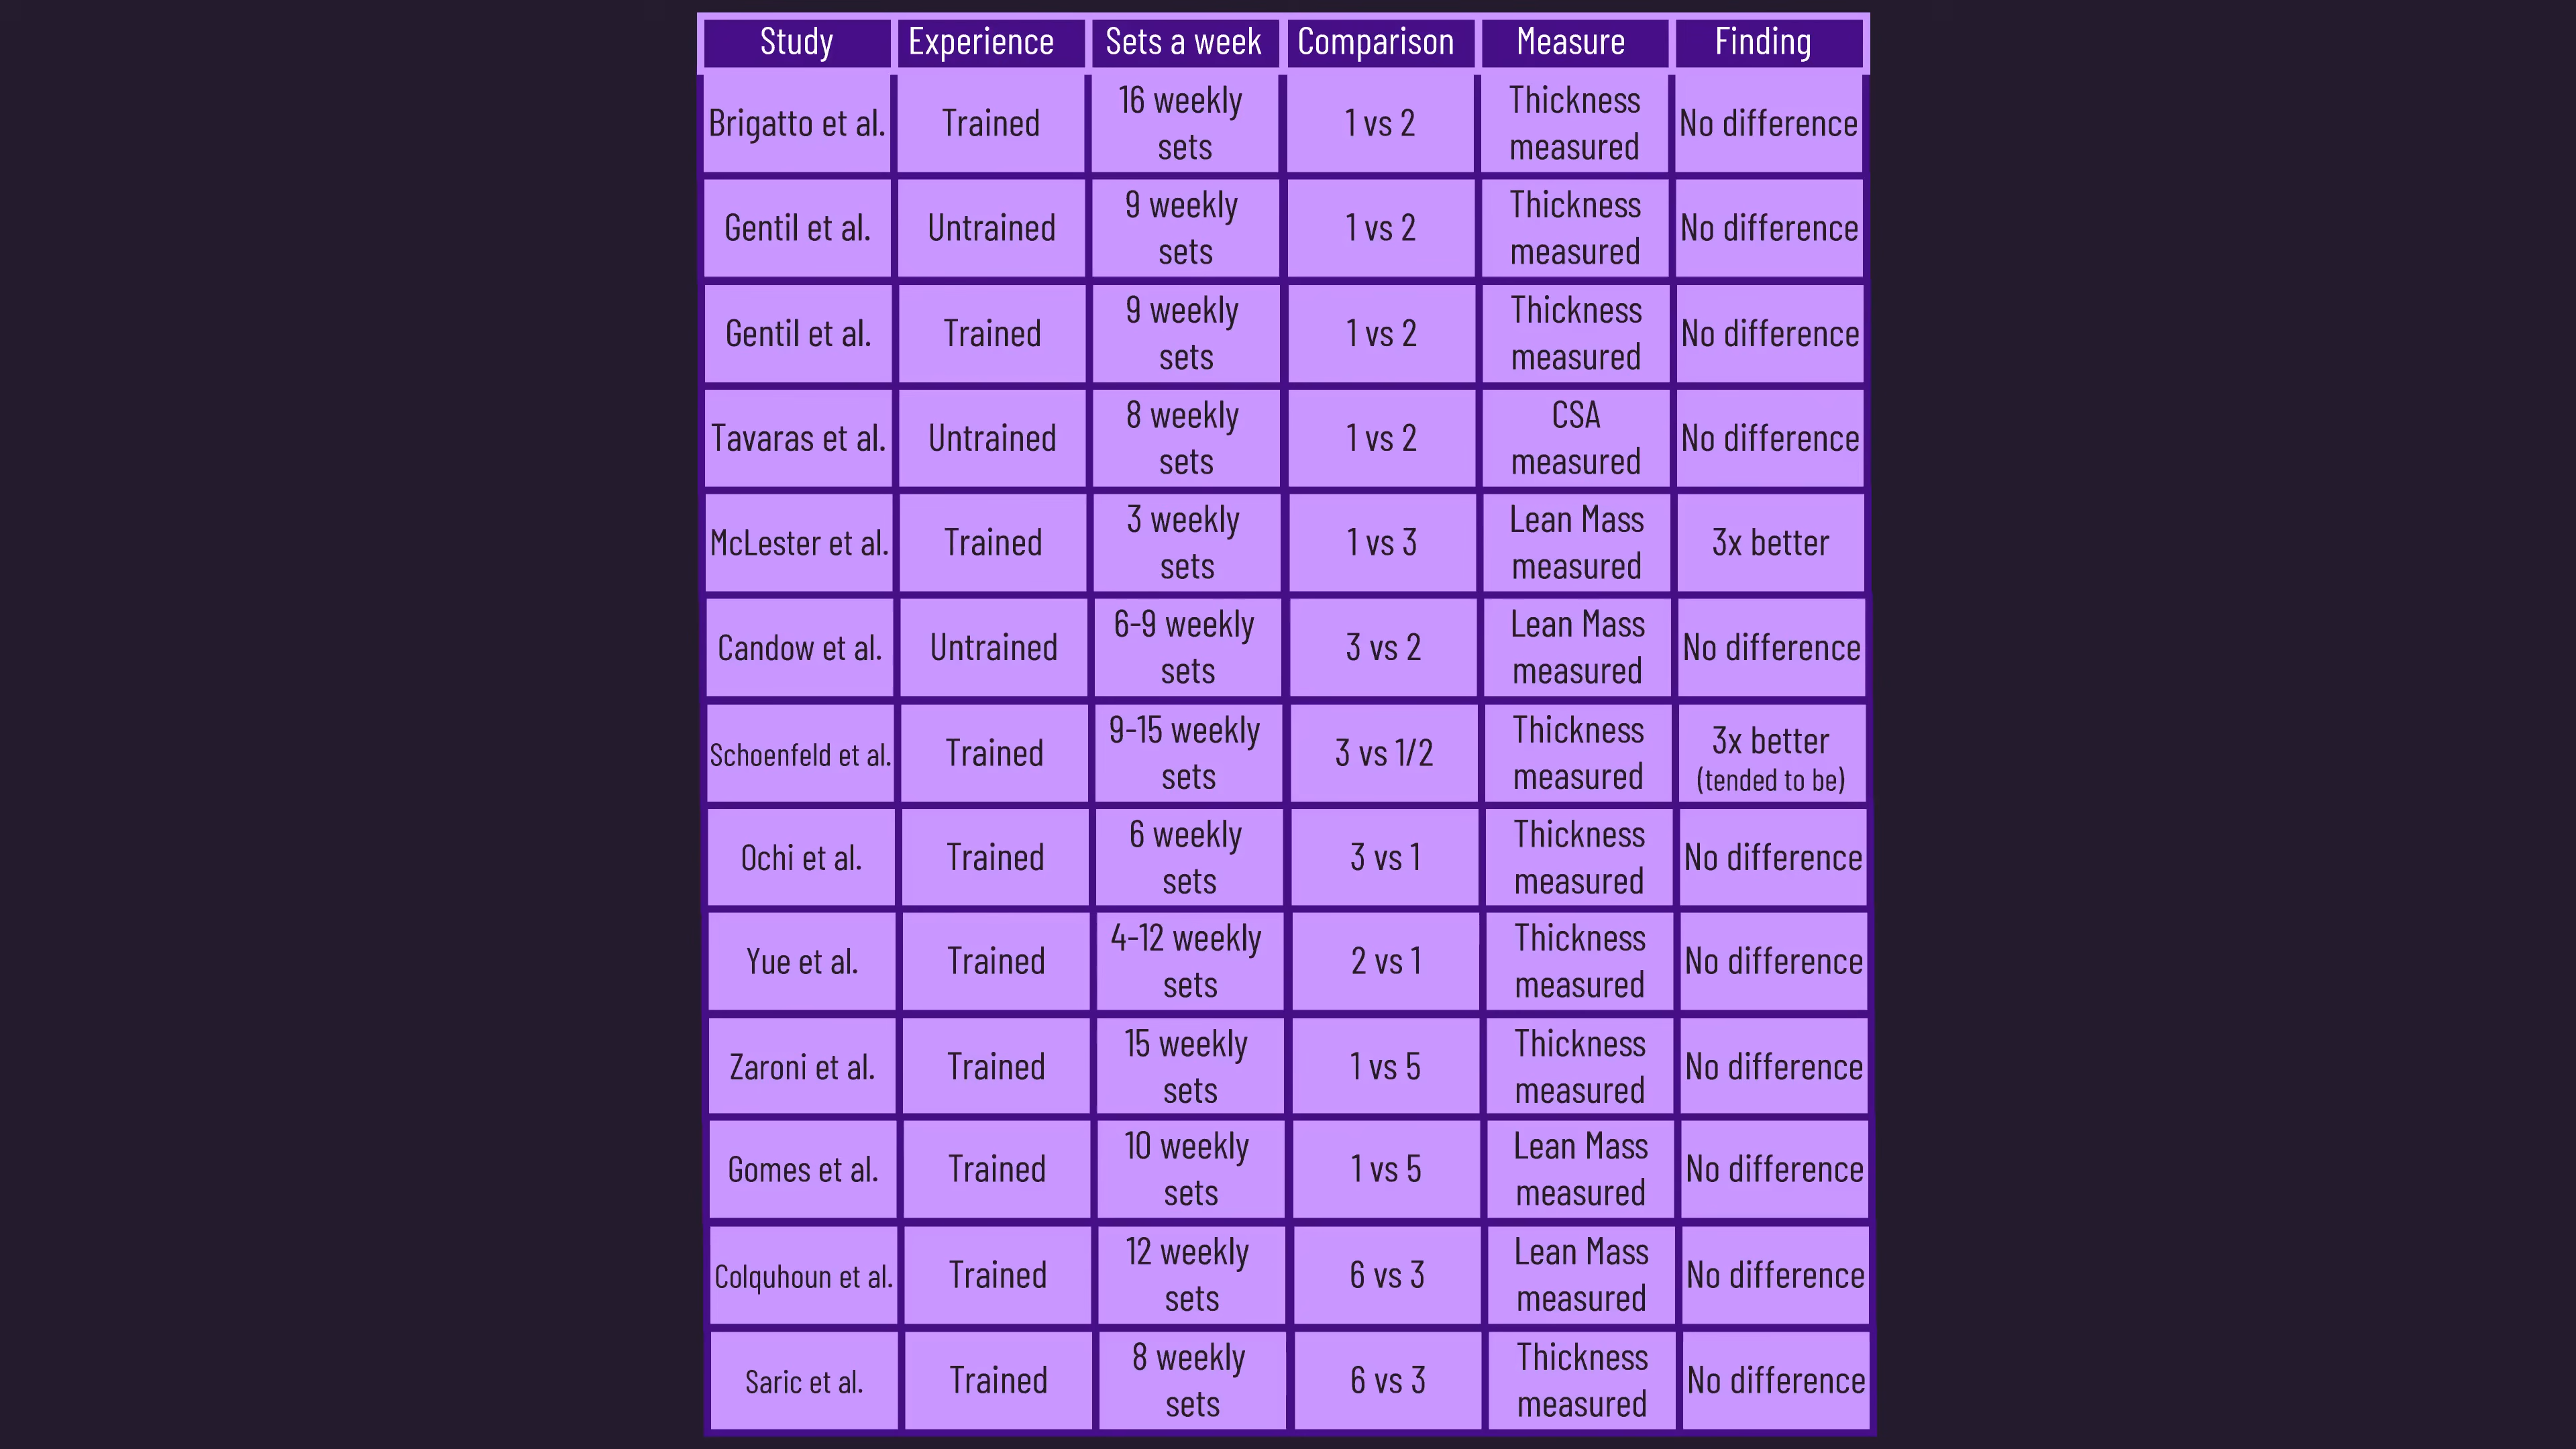 Study Experience Sets a week Comparison Measure Finding
Brigatto et al. Trained 16 weekly sets 1 vs 2 Thickness measured No difference
Gentil et al. Untrained 9 weekly sets 1 vs 2 Thickness measured No difference
Gentil et al. Trained 9 weekly sets 1 vs 2 Thickness measured No difference
Tavaras et al. Untrained 8 weekly sets 1 vs 2 CSA measured No difference
McLester et al. Trained 3 weekly sets 1 vs 3 Lean Mass measured 3x better
Candow et al. Untrained 6-9 weekly sets 3 vs 2 Lean Mass measured No difference
Schoenfeld et al. Trained 9-15 weekly sets 3 vs 1/2 Thickness measured 3x better (tended to be)
Ochi et al. Trained 6 weekly sets 3 vs 1 Thickness measured No difference
Yue et al. Trained 4-12 weekly sets 2 vs 1 Thickness measured No difference
Zaroni et al. Trained 15 weekly sets 1 vs 5 Thickness measured No difference
Gomes et al. Trained 10 weekly sets 1 vs 5 Lean Mass measured No difference
Colquhoun et al. Trained 12 weekly sets 6 vs 3 Lean Mass measured No difference
Saric et al. Trained 8 weekly sets 6 vs 3 Thickness measured No difference